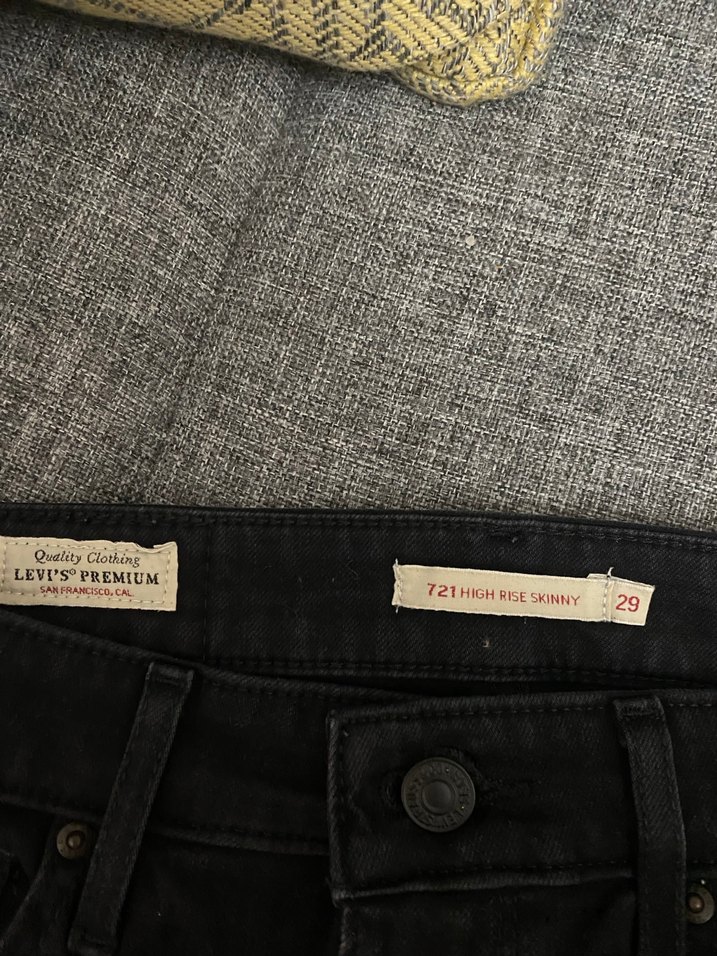 Quality Clothing
LEVI'S® PREMIUM
SAN FRANCISCO, CAL.
721 HIGH RISE SKINNY
29